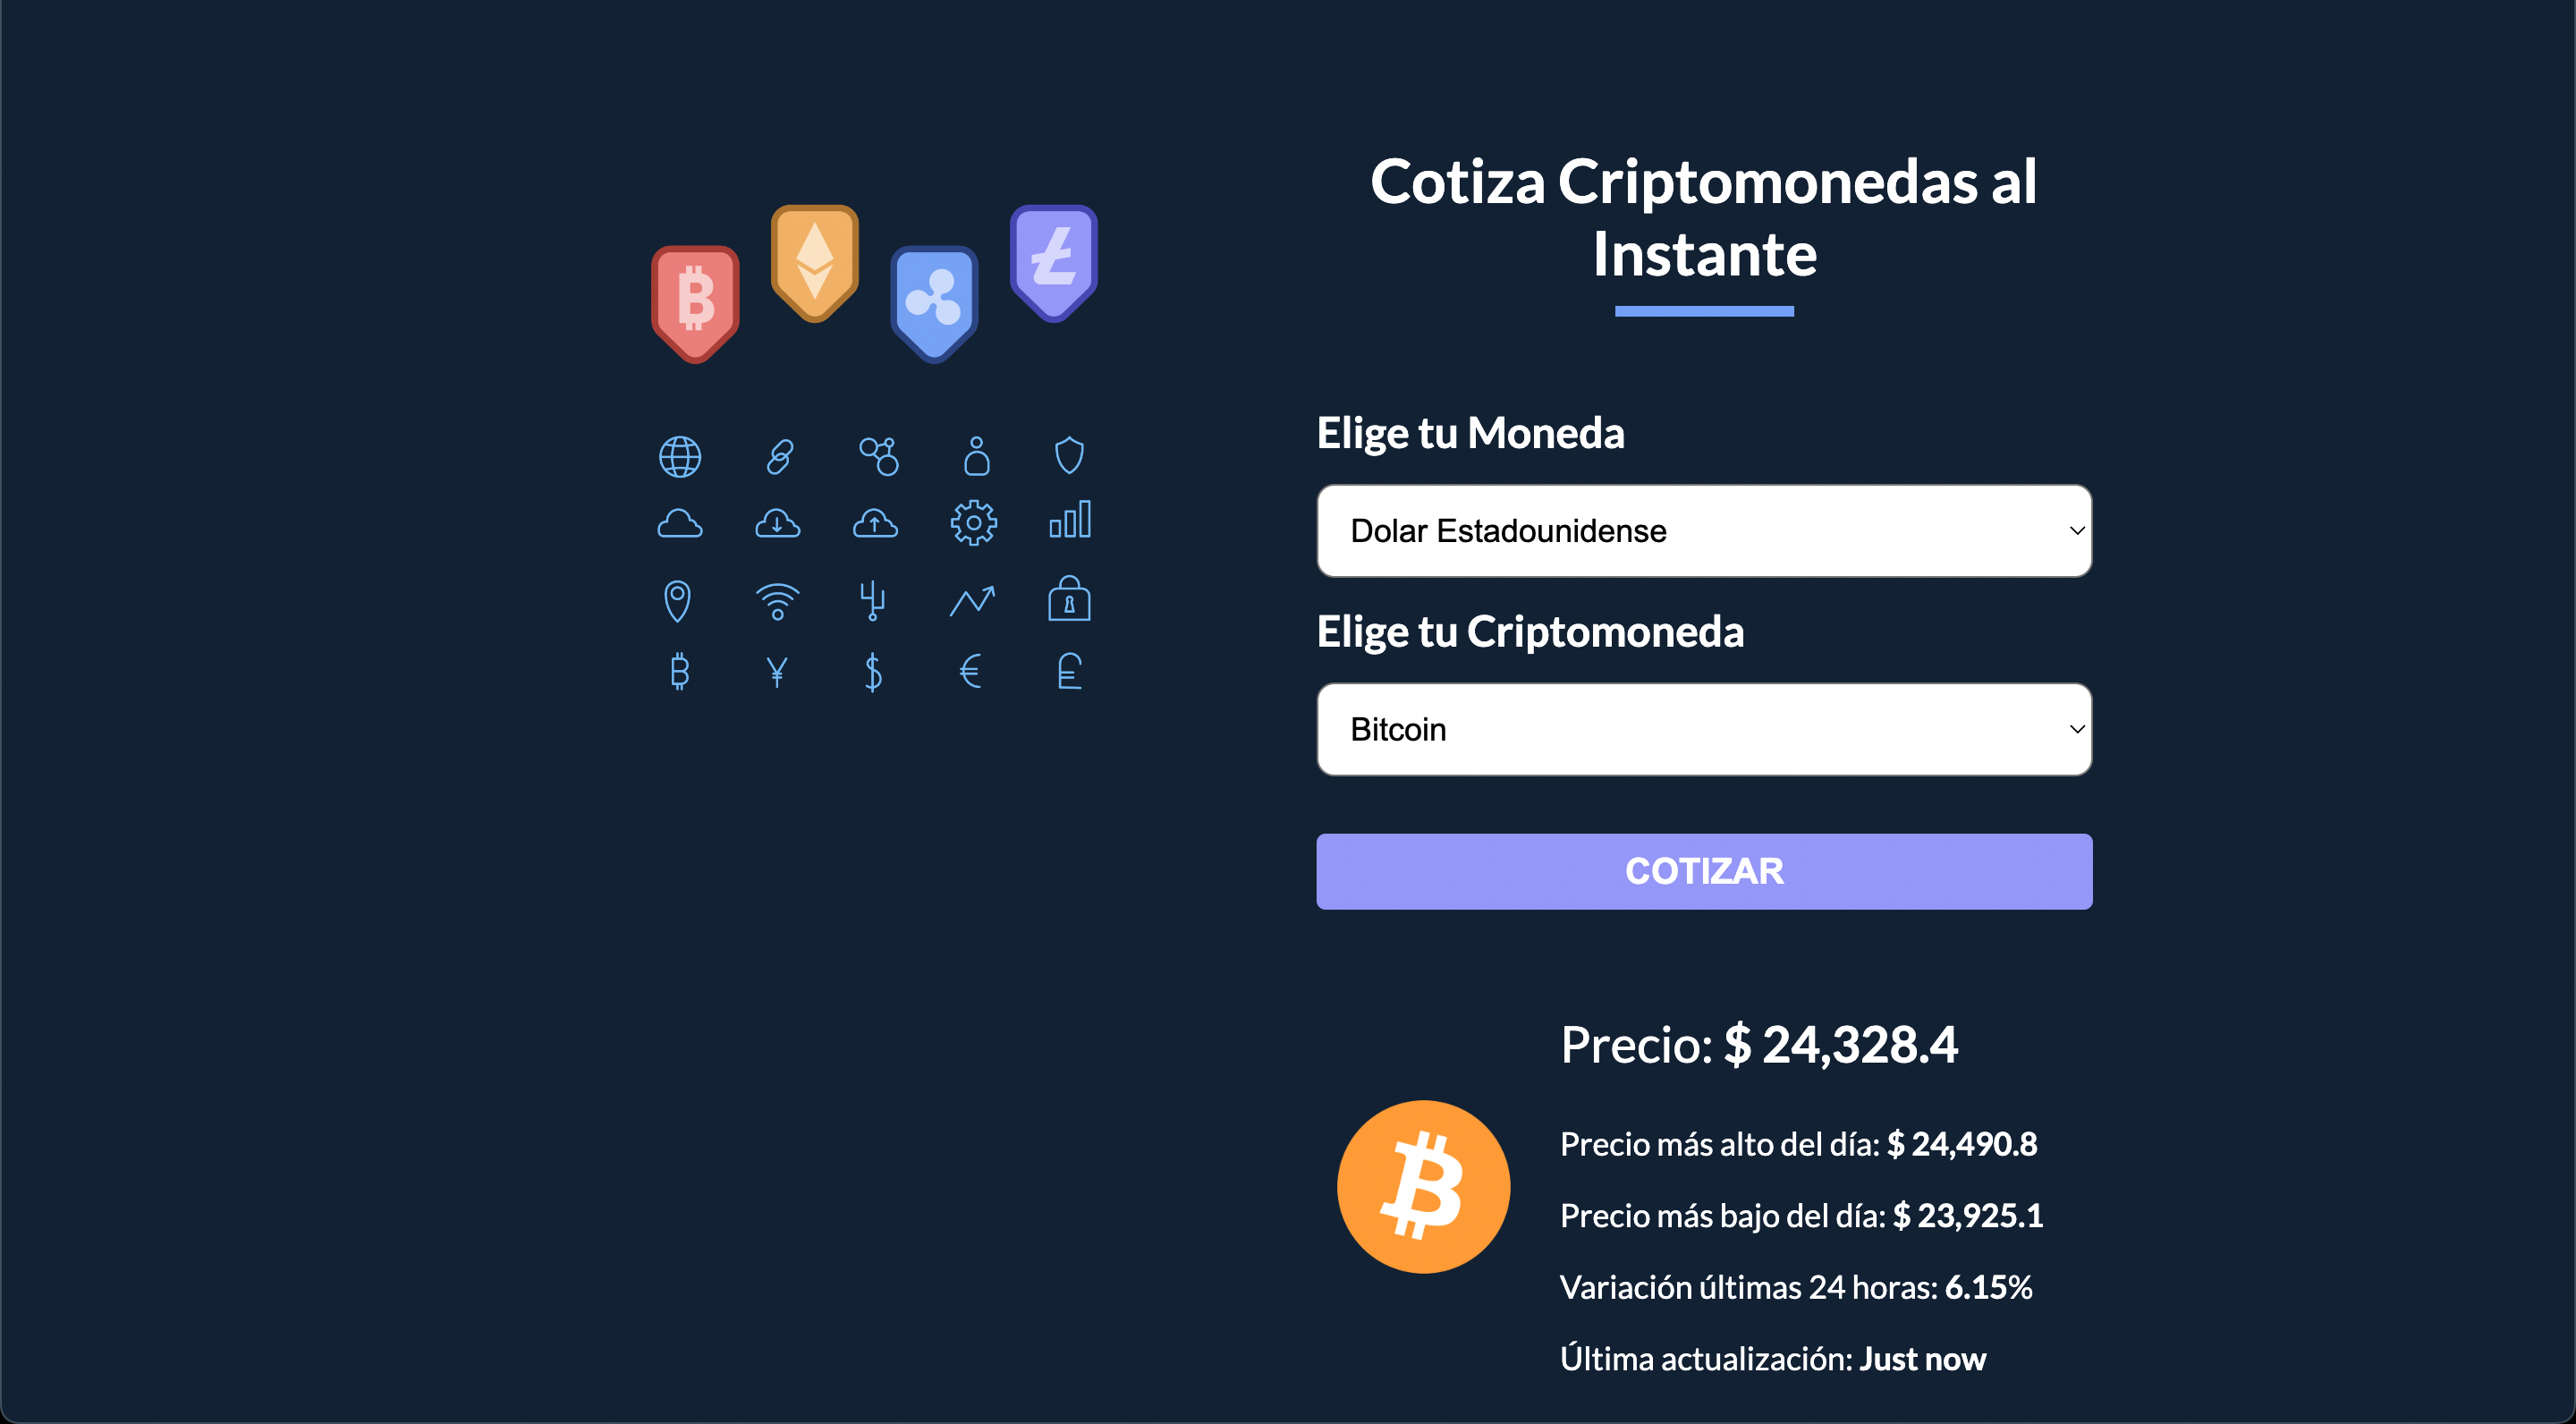 Cotiza Criptomonedas al
Instante
Elige tu Moneda
Dolar Estadounidense
Elige tu Criptomoneda
Bitcoin
COTIZAR
Precio: $ 24,328.4
Precio más alto del día: $ 24,490.8
Precio más bajo del día: $ 23,925.1
Variación últimas 24 horas: 6.15%
Última actualización: Just now